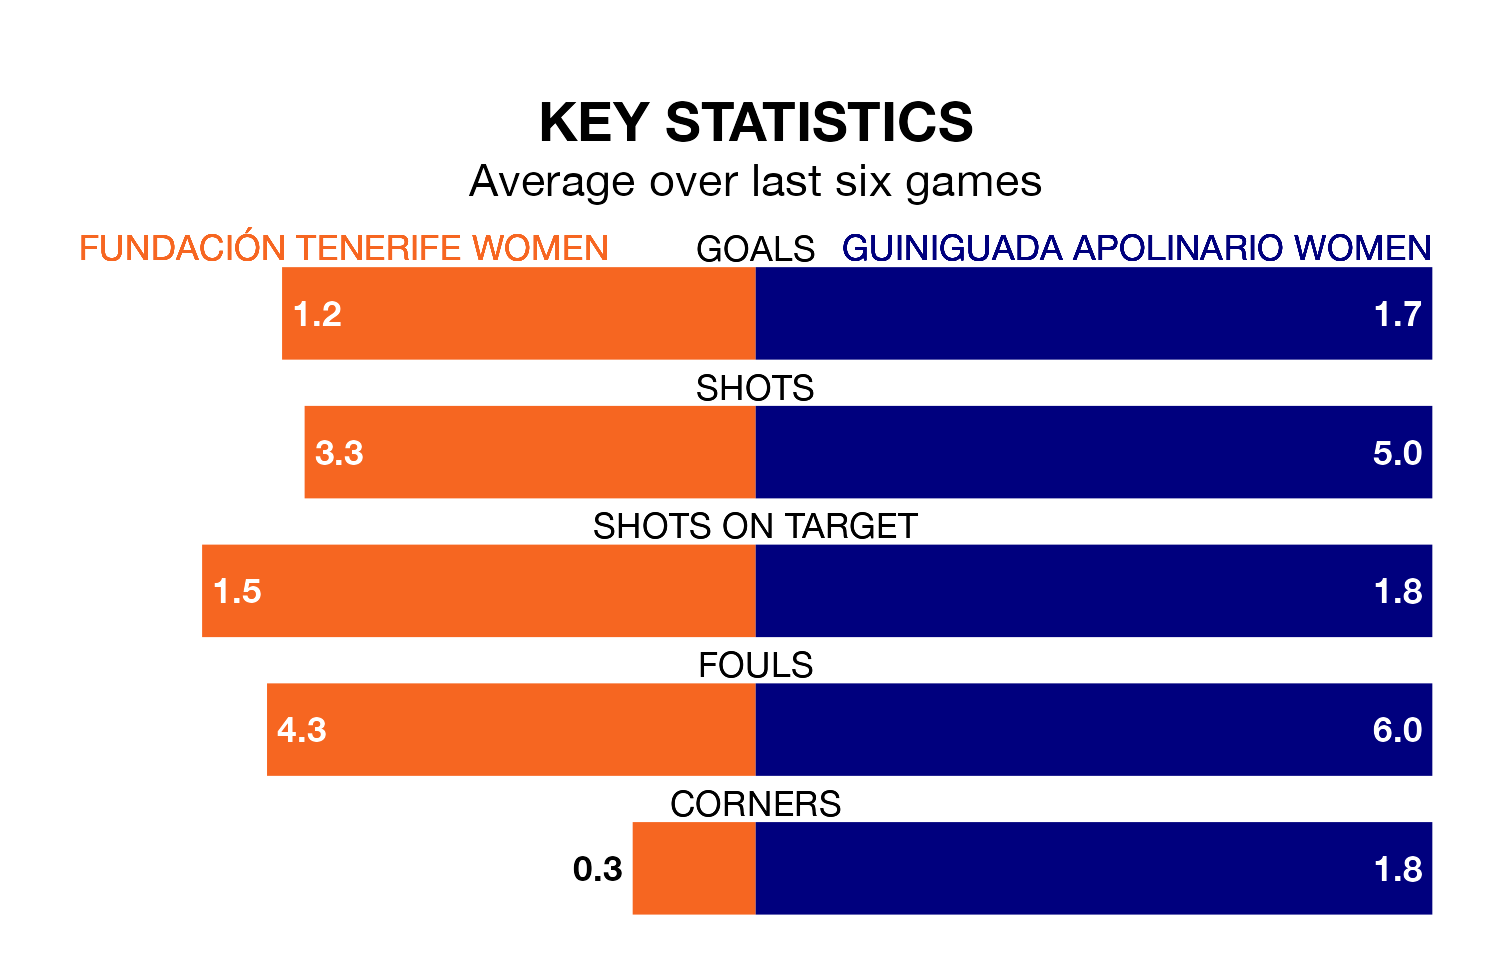 KEY STATISTICS
Average over last six games
FUNDACIÓN TENERIFE WOMEN GOALS GUINIGUADA APOLINARIO WOMEN
1.2 1.7
SHOTS
3.3 5.0
SHOTS ON TARGET
1.5 1.8
FOULS
4.3 6.0
CORNERS
0.3 1.8